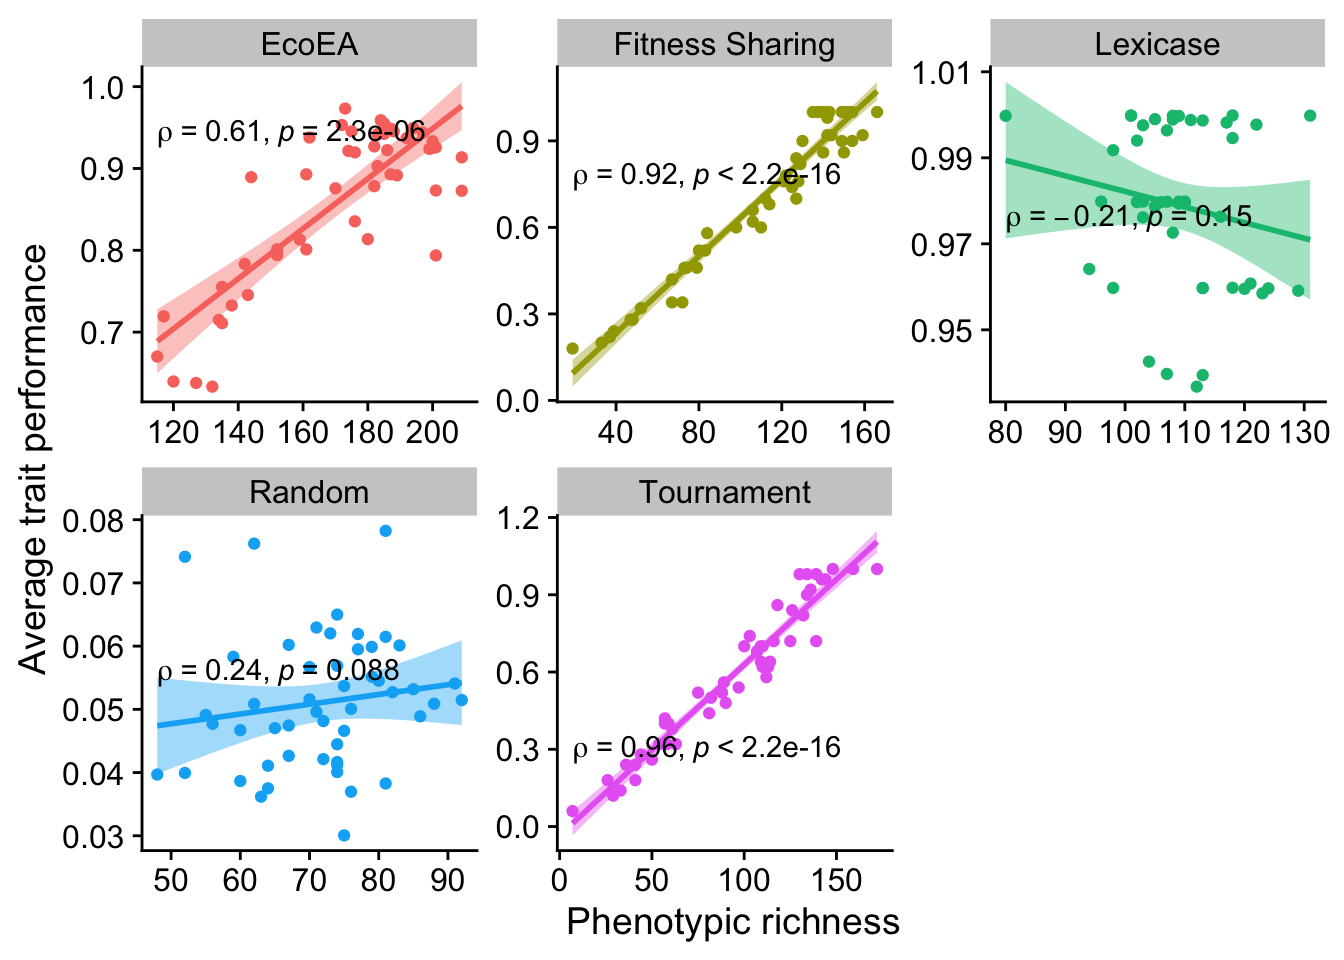 EcoEA
Fitness Sharing
Lexicase
1.0
0.9
0.8
0.7
ρ = 0.61, p = 2.3e-06
120 140 160 180 200
0.9
0.6
0.3
0.0
ρ = 0.92, p < 2.2e-16
40 80 120 160
1.01
0.99
0.97
0.95
ρ = −0.21, p = 0.15
80 90 100 110 120 130
Average trait performance
Random
Tournament
0.08
0.07
0.06
0.05
0.04
0.03
ρ = 0.24, p = 0.088
50 60 70 80 90
1.2
0.9
0.6
0.3
0.0
ρ = 0.96, p < 2.2e-16
0 50 100 150
Phenotypic richness